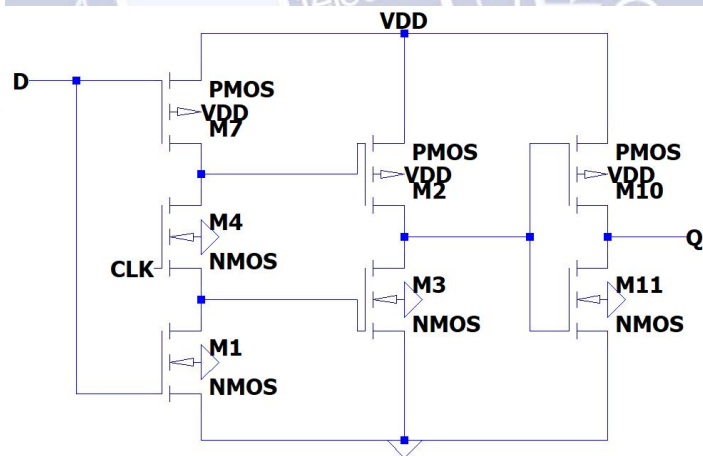 VDD
D
PMOS
VDD
M7
PMOS
VDD
M2
PMOS
VDD
M10
M4
NMOS
CLK
Q
M3
NMOS
M11
NMOS
M1
NMOS